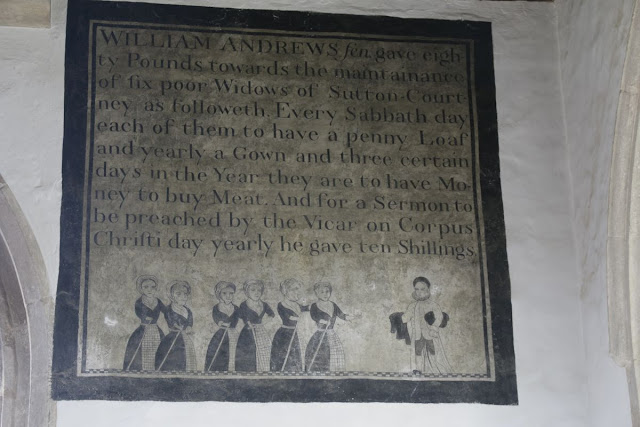 WILLIAM ANDREWS ſen. gave eigh
ty Pounds towards the maintainance
of ſix poor Widows of Sutton-Court
ney, as followeth. Every Sabbath day
each of them to have a penny Loaf
and yearly a Gown and three certain
days in the Year they are to have Mo-
ney to buy Meat. And for a Sermon to
be preached by the Vicar on Corpus
Chriſti day yearly he gave ten Shillings